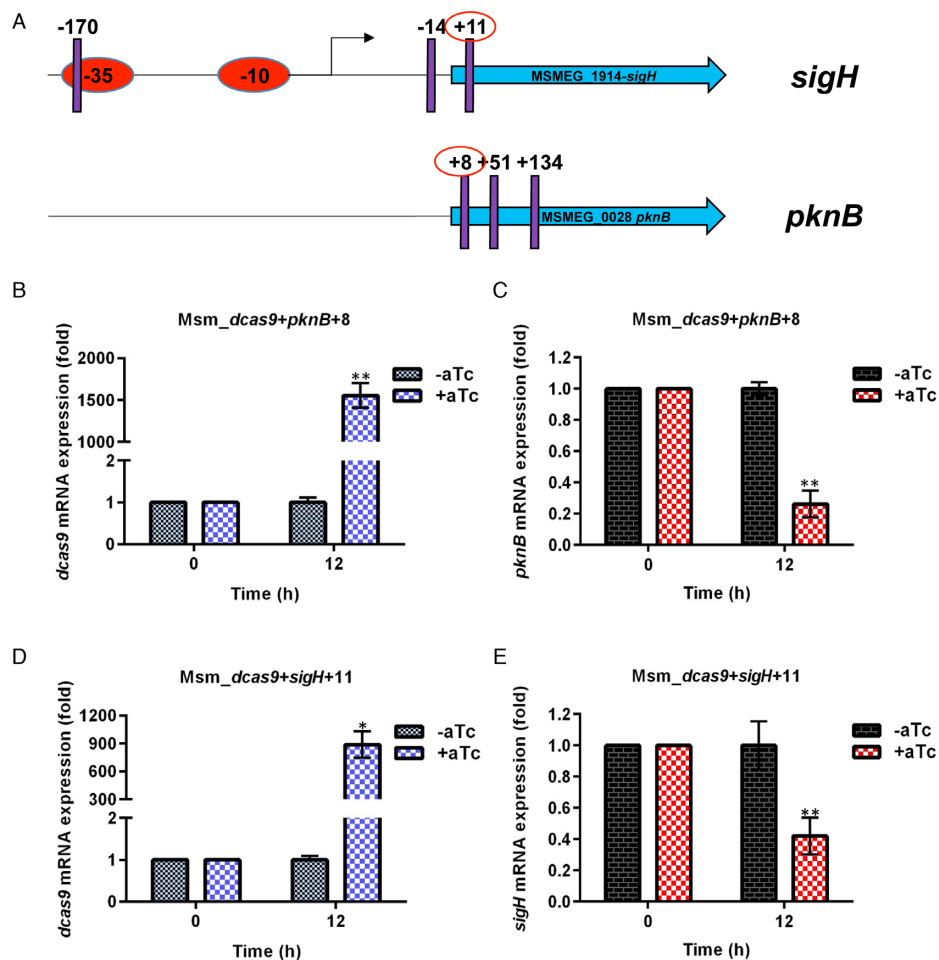 A
-170 -14 +11
-35 -10 MSMEG_1914-sigH sigH
+8 +51 +134
MSMEG_0028 pknB pknB
B
Msm_dcas9+pknB+8
dcas9 mRNA expression (fold)
2000
1500
1000
2
1
0
**
-aTc
+aTc
0 12
Time (h)
C
Msm_dcas9+pknB+8
pknB mRNA expression (fold)
1.2
1.0
0.8
0.6
0.4
0.2
0.0
**
-aTc
+aTc
0 12
Time (h)
D
Msm_dcas9+sigH+11
dcas9 mRNA expression (fold)
1200
900
600
300
2
1
0
*
-aTc
+aTc
0 12
Time (h)
E
Msm_dcas9+sigH+11
sigH mRNA expression (fold)
1.2
1.0
0.8
0.6
0.4
0.2
0.0
**
-aTc
+aTc
0 12
Time (h)